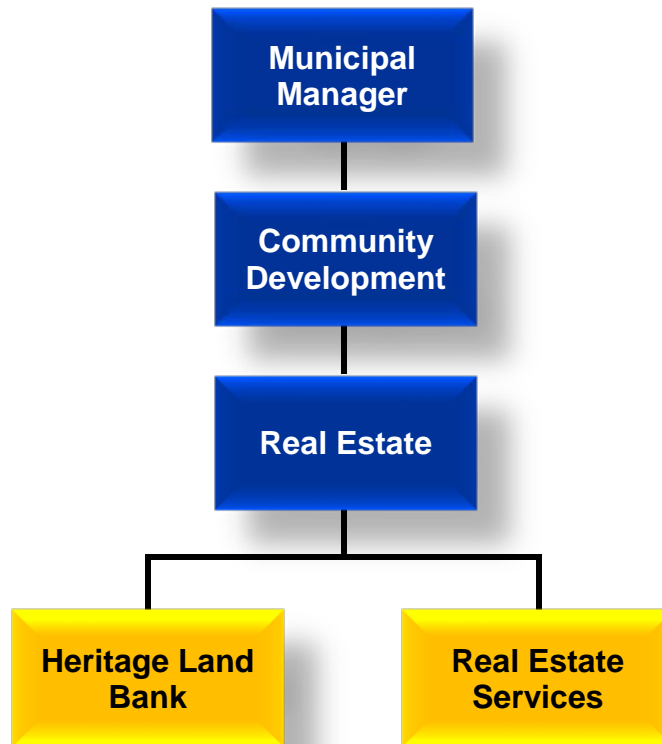 Municipal
Manager
Community
Development
Real Estate
Heritage Land
Bank
Real Estate
Services